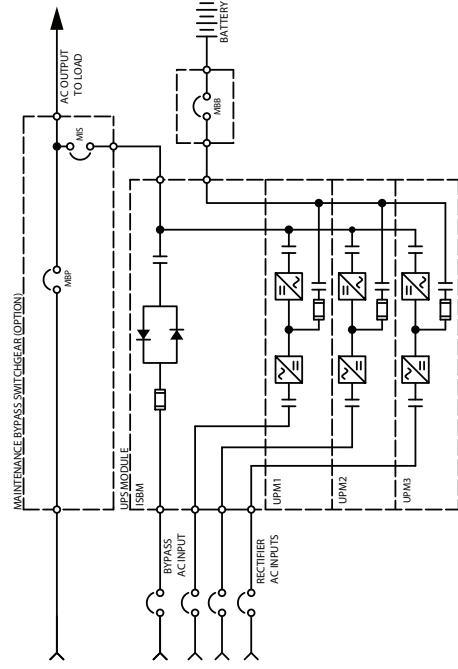 AC OUTPUT
TO LOAD
BATTERY
MIS
MBB
MBP
MAINTENANCE BYPASS SWITCHGEAR (OPTION)
UPS MODULE
ISBM
UPM1
UPM2
UPM3
BYPASS
AC INPUT
RECTIFIER
AC INPUTS